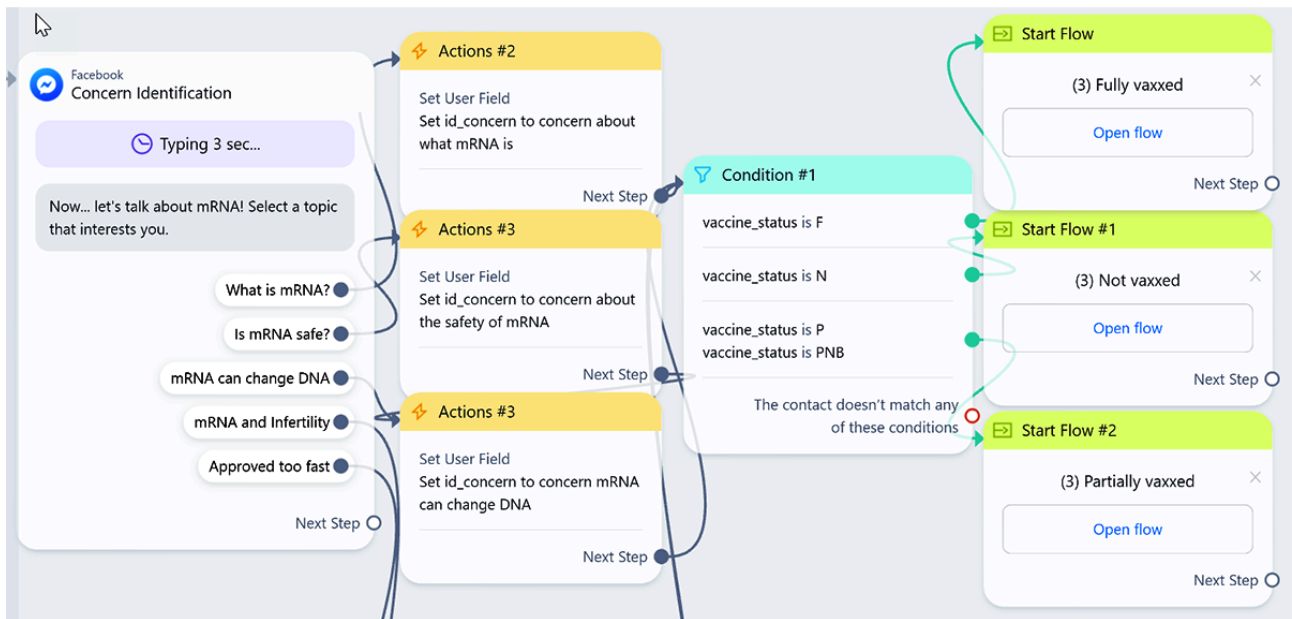 Facebook
Concern Identification
Typing 3 sec...
Now... let's talk about mRNA! Select a topic
that interests you.
What is mRNA?
Is mRNA safe?
mRNA can change DNA
mRNA and Infertility
Approved too fast
Next Step
Actions #2
Set User Field
Set id_concern to concern about
what mRNA is
Next Step
Actions #3
Set User Field
Set id_concern to concern about
the safety of mRNA
Next Step
Actions #3
Set User Field
Set id_concern to concern mRNA
can change DNA
Next Step
Condition #1
vaccine_status is F
vaccine_status is N
vaccine_status is P
vaccine_status is PNB
The contact doesn't match any
of these conditions
Start Flow
(3) Fully vaxxed
Open flow
Next Step
Start Flow #1
(3) Not vaxxed
Open flow
Next Step
Start Flow #2
(3) Partially vaxxed
Open flow
Next Step